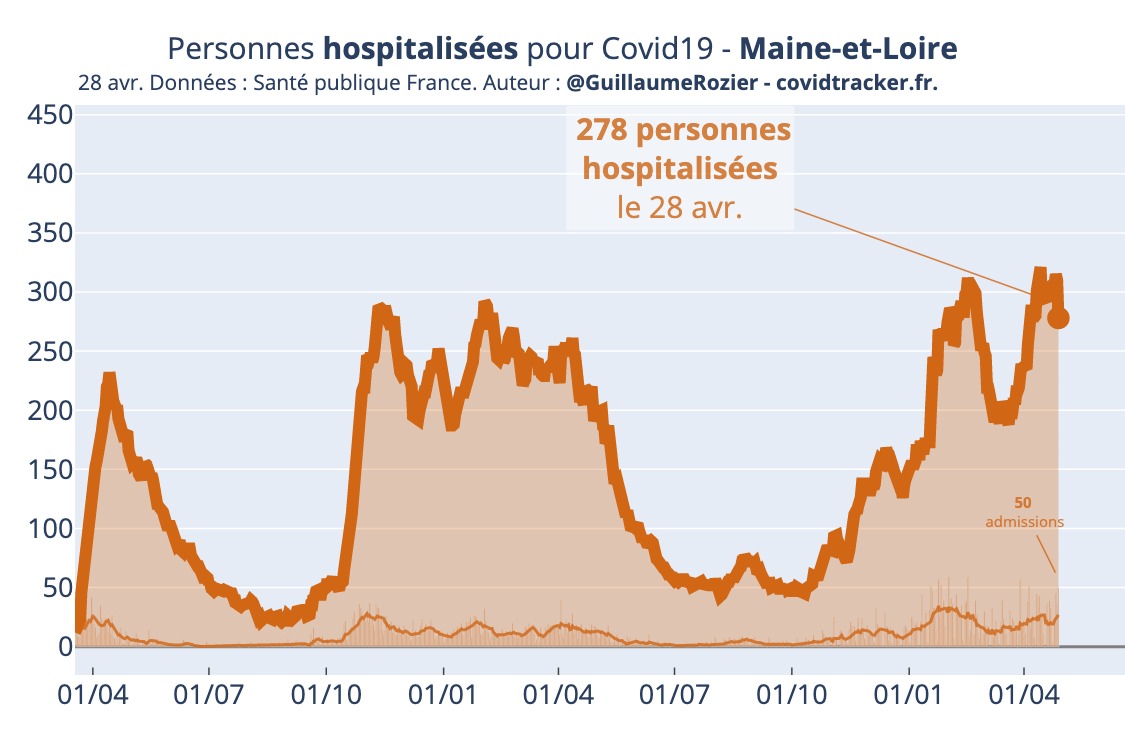 Personnes hospitalisées pour Covid19 - Maine-et-Loire
28 avr. Données : Santé publique France. Auteur : @GuillaumeRozier - covidtracker.fr.
450
278 personnes
hospitalisées
le 28 avr.
400
350
300
250
200
150
50
admissions
100
50
0
01/04 01/07 01/10 01/01 01/04 01/07 01/10 01/01 01/04